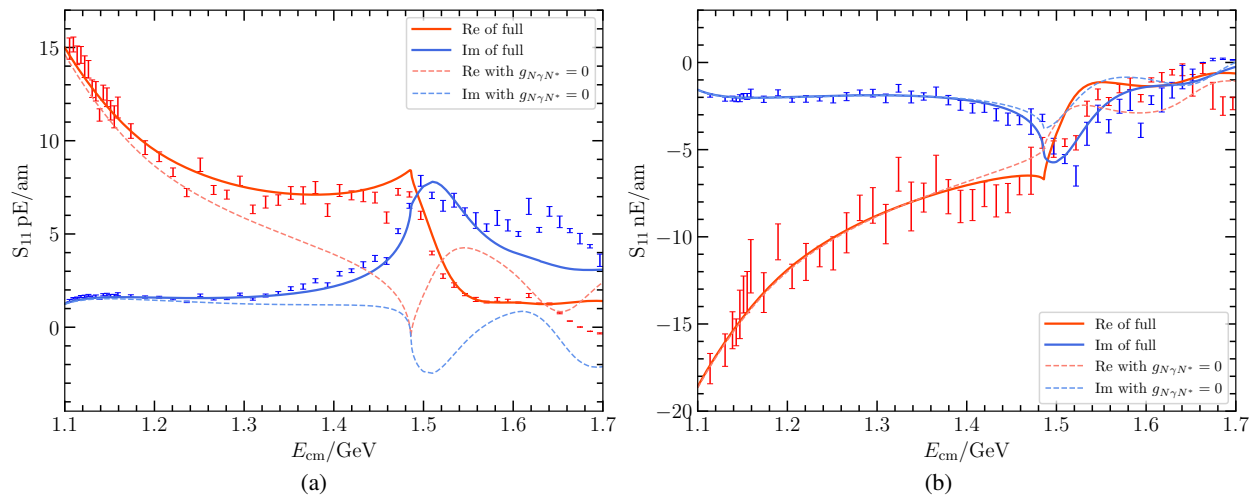 S₁₁ pE/am
15
10
5
0
Re of full
Im of full
Re with g_{NγN*} = 0
Im with g_{NγN*} = 0
1.1 1.2 1.3 1.4 1.5 1.6 1.7
E_cm/GeV
(a)
S₁₁ nE/am
0
−5
−10
−15
−20
Re of full
Im of full
Re with g_{NγN*} = 0
Im with g_{NγN*} = 0
1.1 1.2 1.3 1.4 1.5 1.6 1.7
E_cm/GeV
(b)